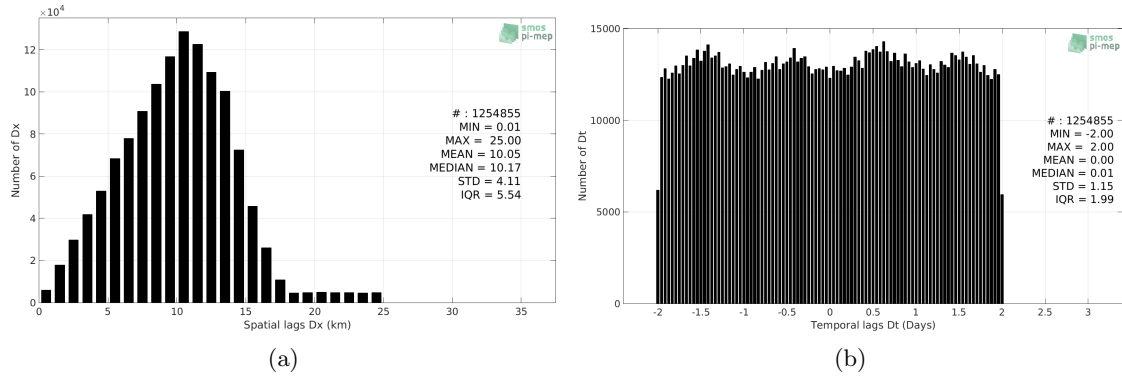 ×10⁴
12
10
8
6
4
2
0
Number of Dx
0 5 10 15 20 25 30 35
Spatial lags Dx (km)
smos
pi-mep
# : 1254855
MIN = 0.01
MAX = 25.00
MEAN = 10.05
MEDIAN = 10.17
STD = 4.11
IQR = 5.54
(a)
15000
10000
5000
0
Number of Dt
-2 -1.5 -1 -0.5 0 0.5 1 1.5 2 2.5 3
Temporal lags Dt (Days)
smos
pi-mep
# : 1254855
MIN = -2.00
MAX = 2.00
MEAN = 0.00
MEDIAN = 0.01
STD = 1.15
IQR = 1.99
(b)